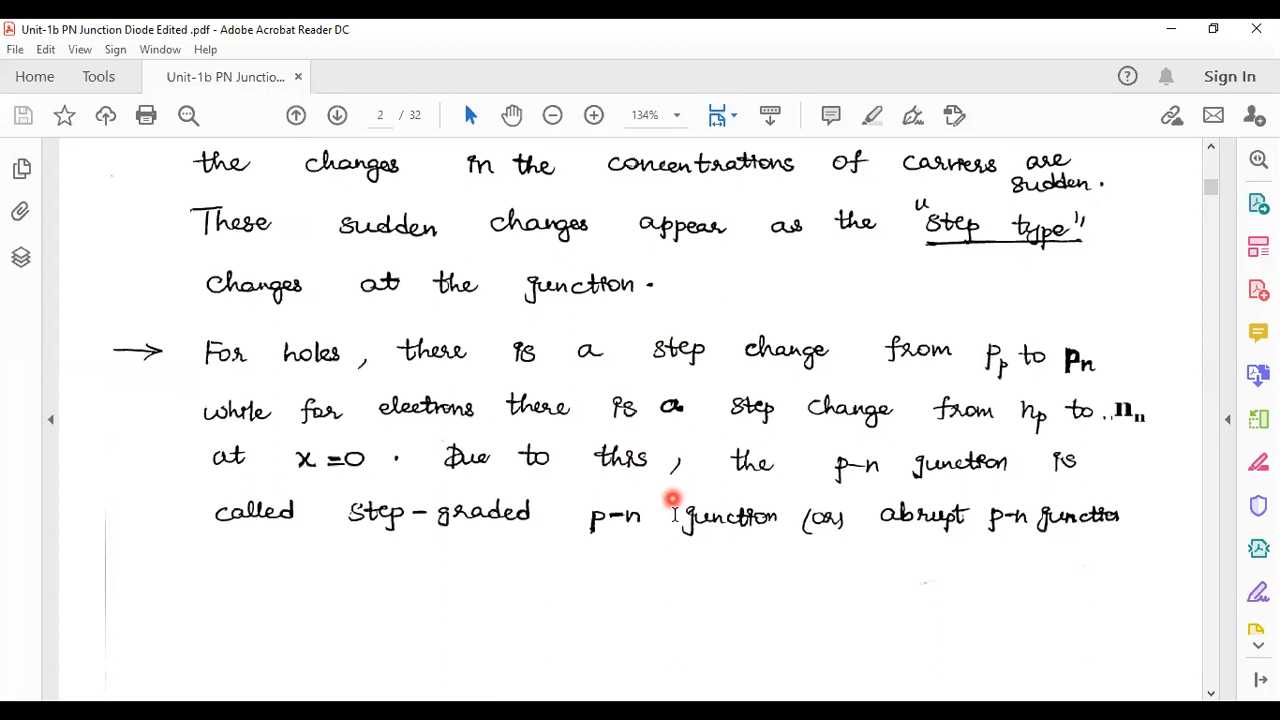 Unit-1b PN Junction Diode Edited .pdf - Adobe Acrobat Reader DC
File Edit View Sign Window Help
Home Tools Unit-1b PN Junctio... × Sign In
2 / 32 134%
the changes in the concentrations of carriers are
sudden.
These sudden changes appear as the "step type"
changes at the junction.
→ For holes, there is a step change from Pp to Pn
while for electrons there is a step change from np to .. nn
at x=0 . Due to this, the p-n junction is
called step-graded p-n junction (or) abrupt p-n junction